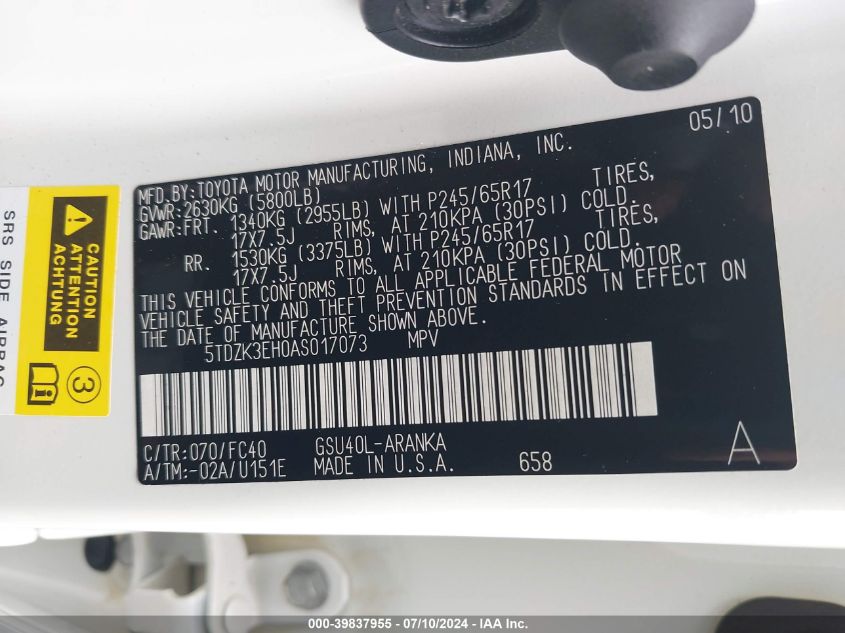 05/10
MFD.BY:TOYOTA MOTOR MANUFACTURING, INDIANA, INC.
GVWR:2630KG (5800LB)
GAWR:FRT. 1340KG (2955LB) WITH P245/65R17 TIRES,
17X7.5J RIMS, AT 210KPA (30PSI) COLD.
RR. 1530KG (3375LB) WITH P245/65R17 TIRES,
17X7.5J RIMS, AT 210KPA (30PSI) COLD.
THIS VEHICLE CONFORMS TO ALL APPLICABLE FEDERAL MOTOR
VEHICLE SAFETY AND THEFT PREVENTION STANDARDS IN EFFECT ON
THE DATE OF MANUFACTURE SHOWN ABOVE.
5TDZK3EH0AS017073 MPV
C/TR:070/FC40 GSU40L-ARANKA
A/TM:-02A/U151E MADE IN U.S.A. 658 A
SRS SIDE AIRBAG
CAUTION
ATTENTION
ACHTUNG
3
i
000-39837955 - 07/10/2024 - IAA Inc.